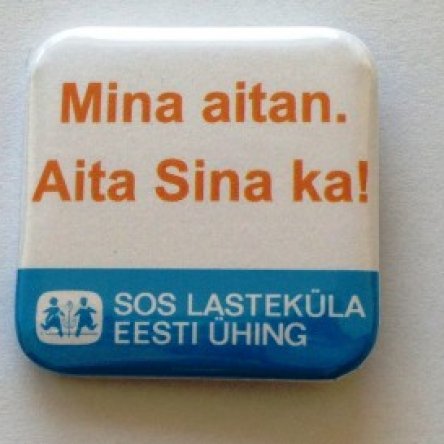 Mina aitan.
Aita Sina ka!
SOS LASTEKÜLA
EESTI ÜHING